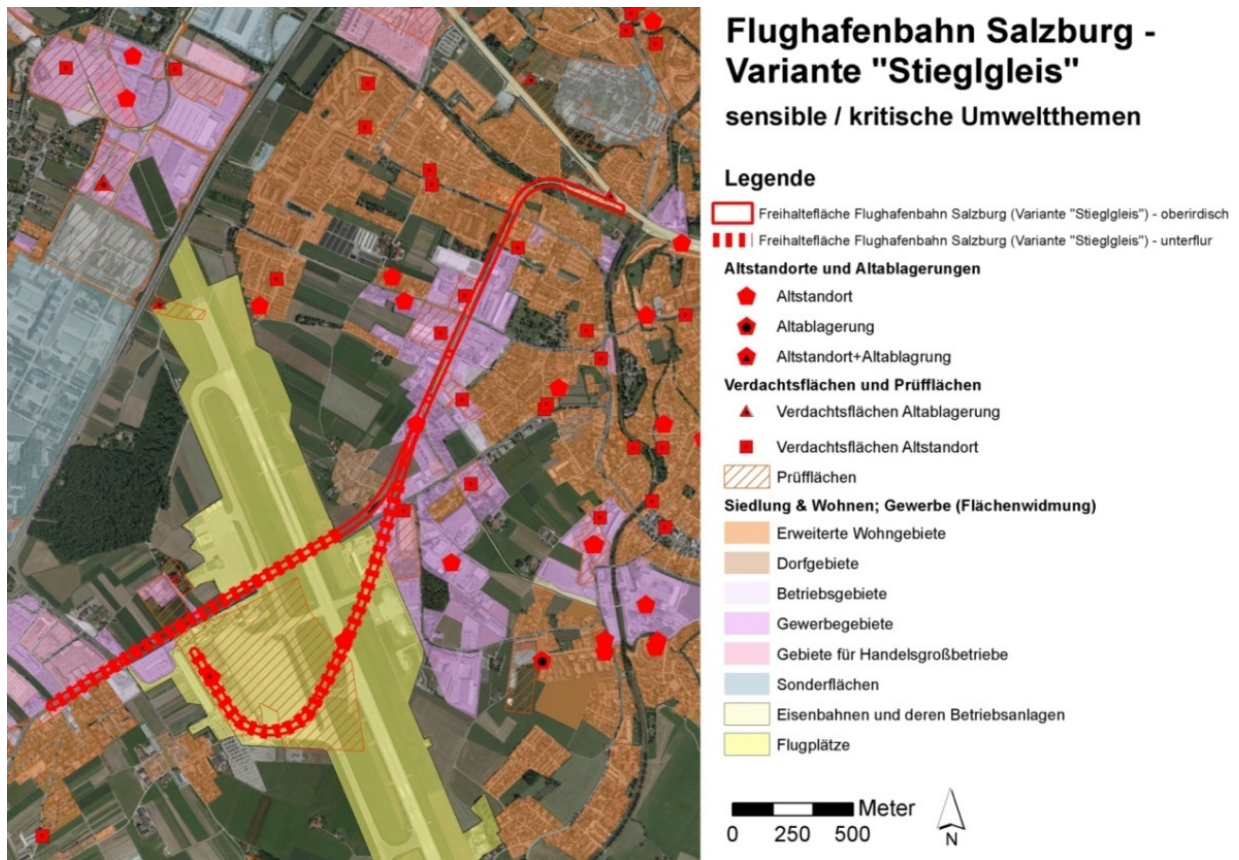 Flughafenbahn Salzburg -
Variante "Stieglgleis"
sensible / kritische Umweltthemen
Legende
Freihaltefläche Flughafenbahn Salzburg (Variante "Stieglgleis") - oberirdisch
Freihaltefläche Flughafenbahn Salzburg (Variante "Stieglgleis") - unterflur
Altstandorte und Altablagerungen
Altstandort
Altablagerung
Altstandort+Altablagrung
Verdachtsflächen und Prüfflächen
Verdachtsflächen Altablagerung
Verdachtsflächen Altstandort
Prüfflächen
Siedlung & Wohnen; Gewerbe (Flächenwidmung)
Erweiterte Wohngebiete
Dorfgebiete
Betriebsgebiete
Gewerbegebiete
Gebiete für Handelsgroßbetriebe
Sonderflächen
Eisenbahnen und deren Betriebsanlagen
Flugplätze
Meter
0 250 500
N